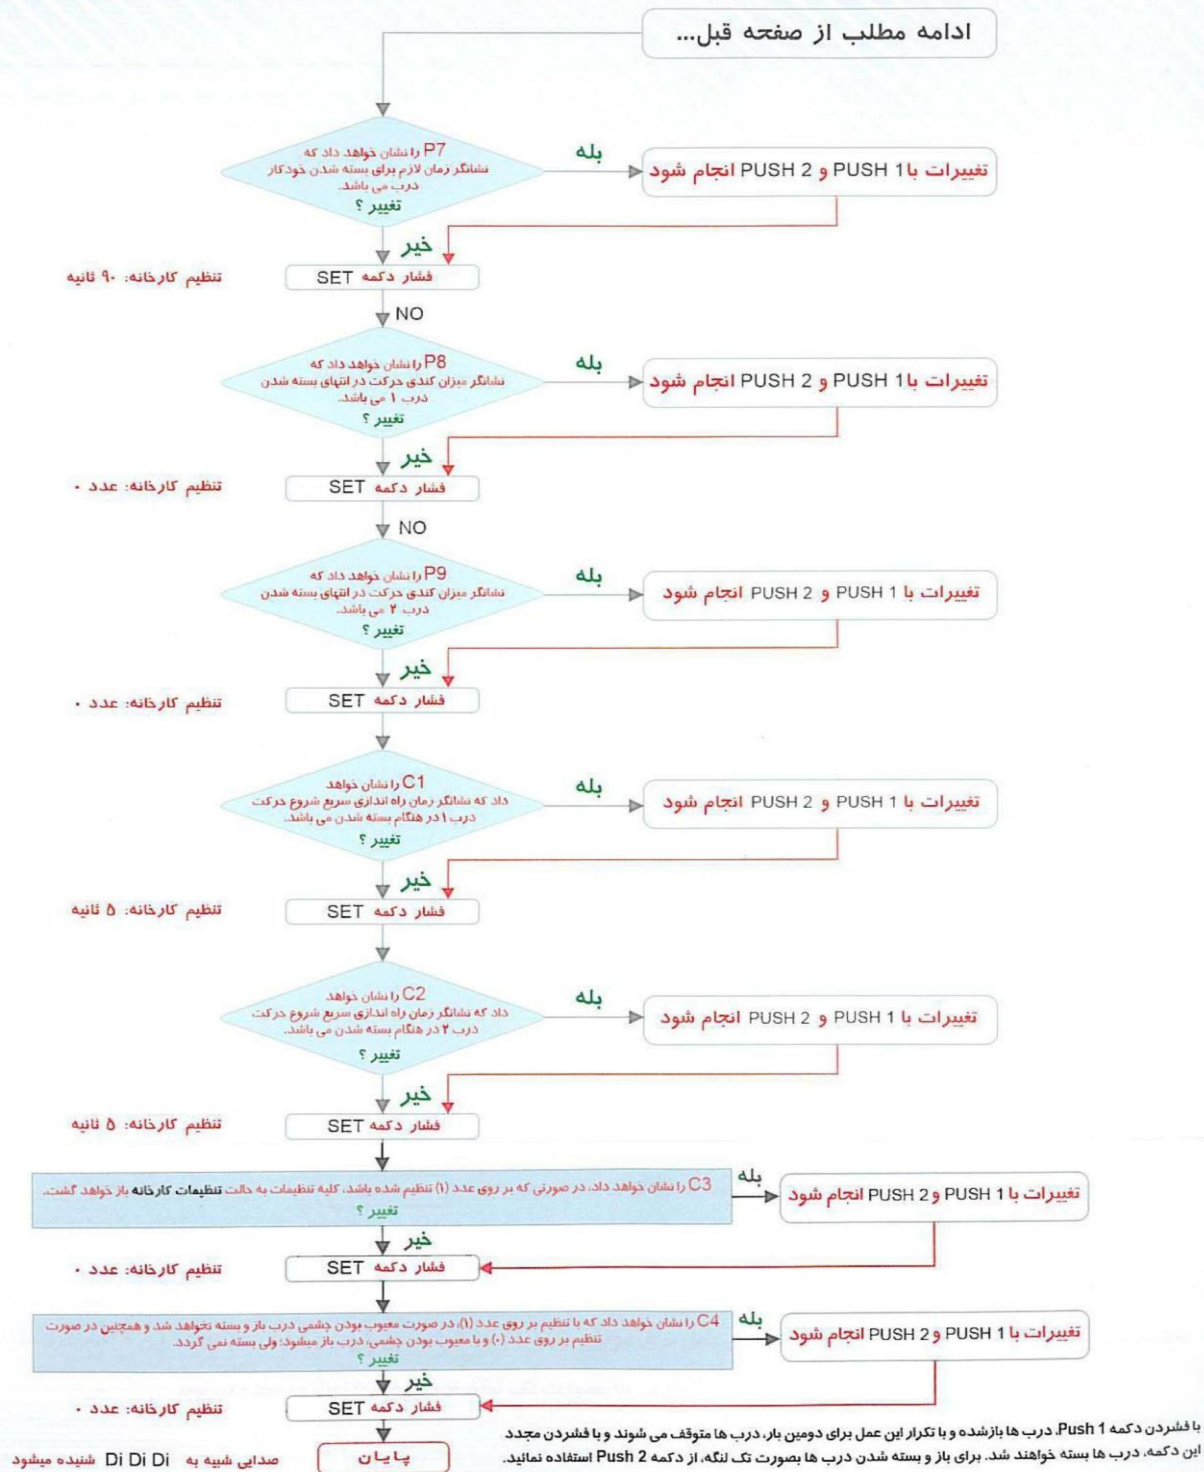 ادامه مطلب از صفحه قبل...
P7 را نشان خواهد داد که
نشانگر زمان لازم برای بسته شدن خودکار
درب می باشد.
تغییر ؟
بله
تغییرات با PUSH 1 و PUSH 2 انجام شود
خیر
فشار دکمه SET
تنظیم کارخانه: ۹۰ ثانیه
NO
P8 را نشان خواهد داد که
نشانگر میزان کندی حرکت در انتهای بسته شدن
درب ۱ می باشد.
تغییر ؟
بله
تغییرات با PUSH 1 و PUSH 2 انجام شود
خیر
فشار دکمه SET
تنظیم کارخانه: عدد ۰
NO
P9 را نشان خواهد داد که
نشانگر میزان کندی حرکت در انتهای بسته شدن
درب ۲ می باشد.
تغییر ؟
بله
تغییرات با PUSH 1 و PUSH 2 انجام شود
خیر
فشار دکمه SET
تنظیم کارخانه: عدد ۰
C1 را نشان خواهد
داد که نشانگر زمان راه اندازی سریع شروع حرکت
درب ۱ در هنگام بسته شدن می باشد.
تغییر ؟
بله
تغییرات با PUSH 1 و PUSH 2 انجام شود
خیر
فشار دکمه SET
تنظیم کارخانه: ۵ ثانیه
C2 را نشان خواهد
داد که نشانگر زمان راه اندازی سریع شروع حرکت
درب ۲ در هنگام بسته شدن می باشد.
تغییر ؟
بله
تغییرات با PUSH 1 و PUSH 2 انجام شود
خیر
فشار دکمه SET
تنظیم کارخانه: ۵ ثانیه
C3 را نشان خواهد داد، در صورتی که بر روی عدد (۱) تنظیم شده باشد، کلیه تنظیمات به حالت تنظیمات کارخانه باز خواهد گشت.
تغییر ؟
بله
تغییرات با PUSH 1 و PUSH 2 انجام شود
خیر
فشار دکمه SET
تنظیم کارخانه: عدد ۰
C4 را نشان خواهد داد که با تنظیم بر روی عدد (۱)، در صورت معیوب بودن چشمی درب باز و بسته نخواهد شد و همچنین در صورت
تنظیم بر روی عدد (۰) و با معیوب بودن چشمی، درب باز میشود؛ ولی بسته نمی گردد.
تغییر ؟
بله
تغییرات با PUSH 1 و PUSH 2 انجام شود
خیر
فشار دکمه SET
تنظیم کارخانه: عدد ۰
پایان
صدایی شبیه به Di Di Di شنیده میشود
با فشردن دکمه Push 1، درب ها بازشده و با تکرار این عمل برای دومین بار، درب ها متوقف می شوند و با فشردن مجدد
این دکمه، درب ها بسته خواهند شد. برای باز و بسته شدن درب ها بصورت تک لنگه، از دکمه Push 2 استفاده نمائید.